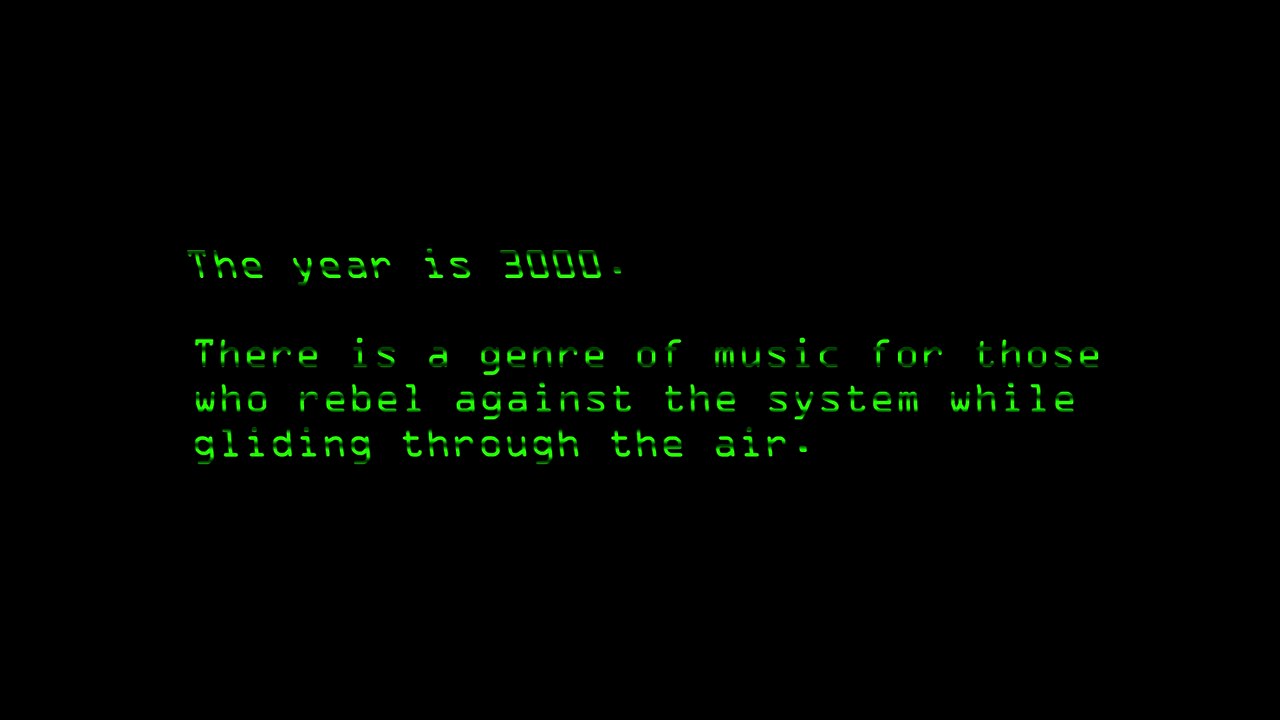 The year is 3000.
There is a genre of music for those
who rebel against the system while
gliding through the air.